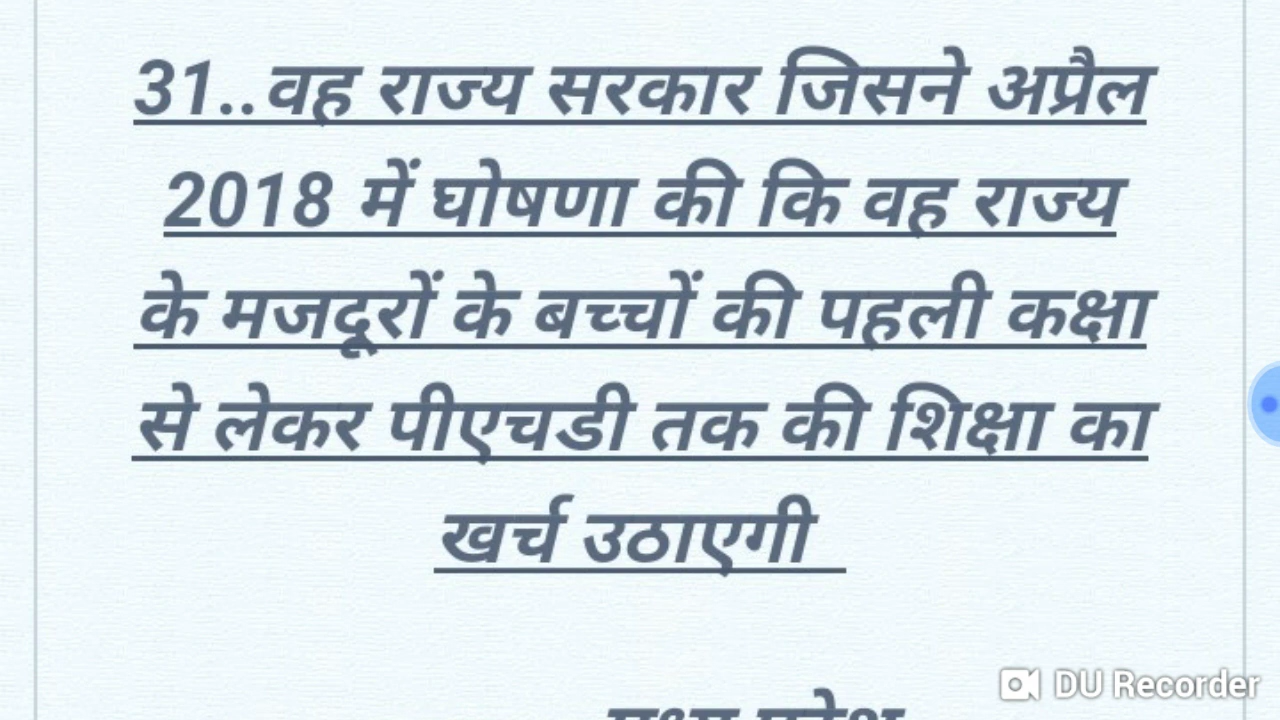 31..वह राज्य सरकार जिसने अप्रैल
2018 में घोषणा की कि वह राज्य
के मजदूरों के बच्चों की पहली कक्षा
से लेकर पीएचडी तक की शिक्षा का
खर्च उठाएगी
DU Recorder